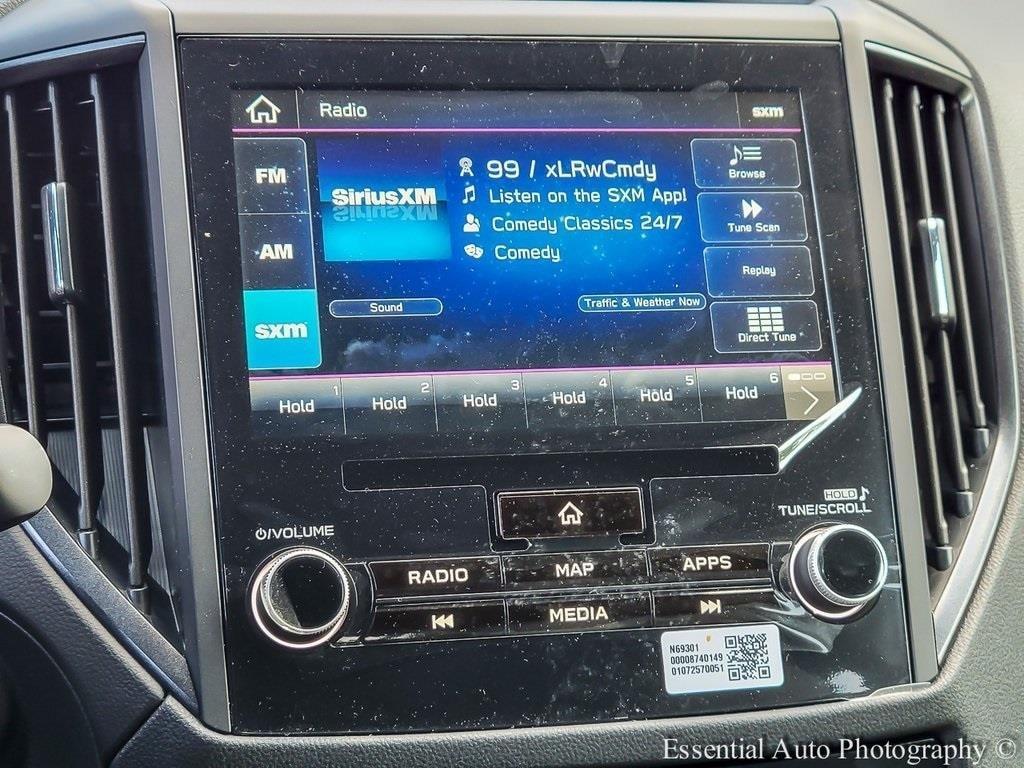 Radio
sxm
FM
AM
sxm
SiriusXM
99 / xLRwCmdy
Listen on the SXM App!
Comedy Classics 24/7
Comedy
Sound
Traffic & Weather Now
Browse
Tune Scan
Replay
Direct Tune
1 2 3 4 5 6
Hold Hold Hold Hold Hold Hold
VOLUME
HOLD
TUNE/SCROLL
RADIO MAP APPS
MEDIA
N69301
00008740149
01072570051
Essential Auto Photography ©